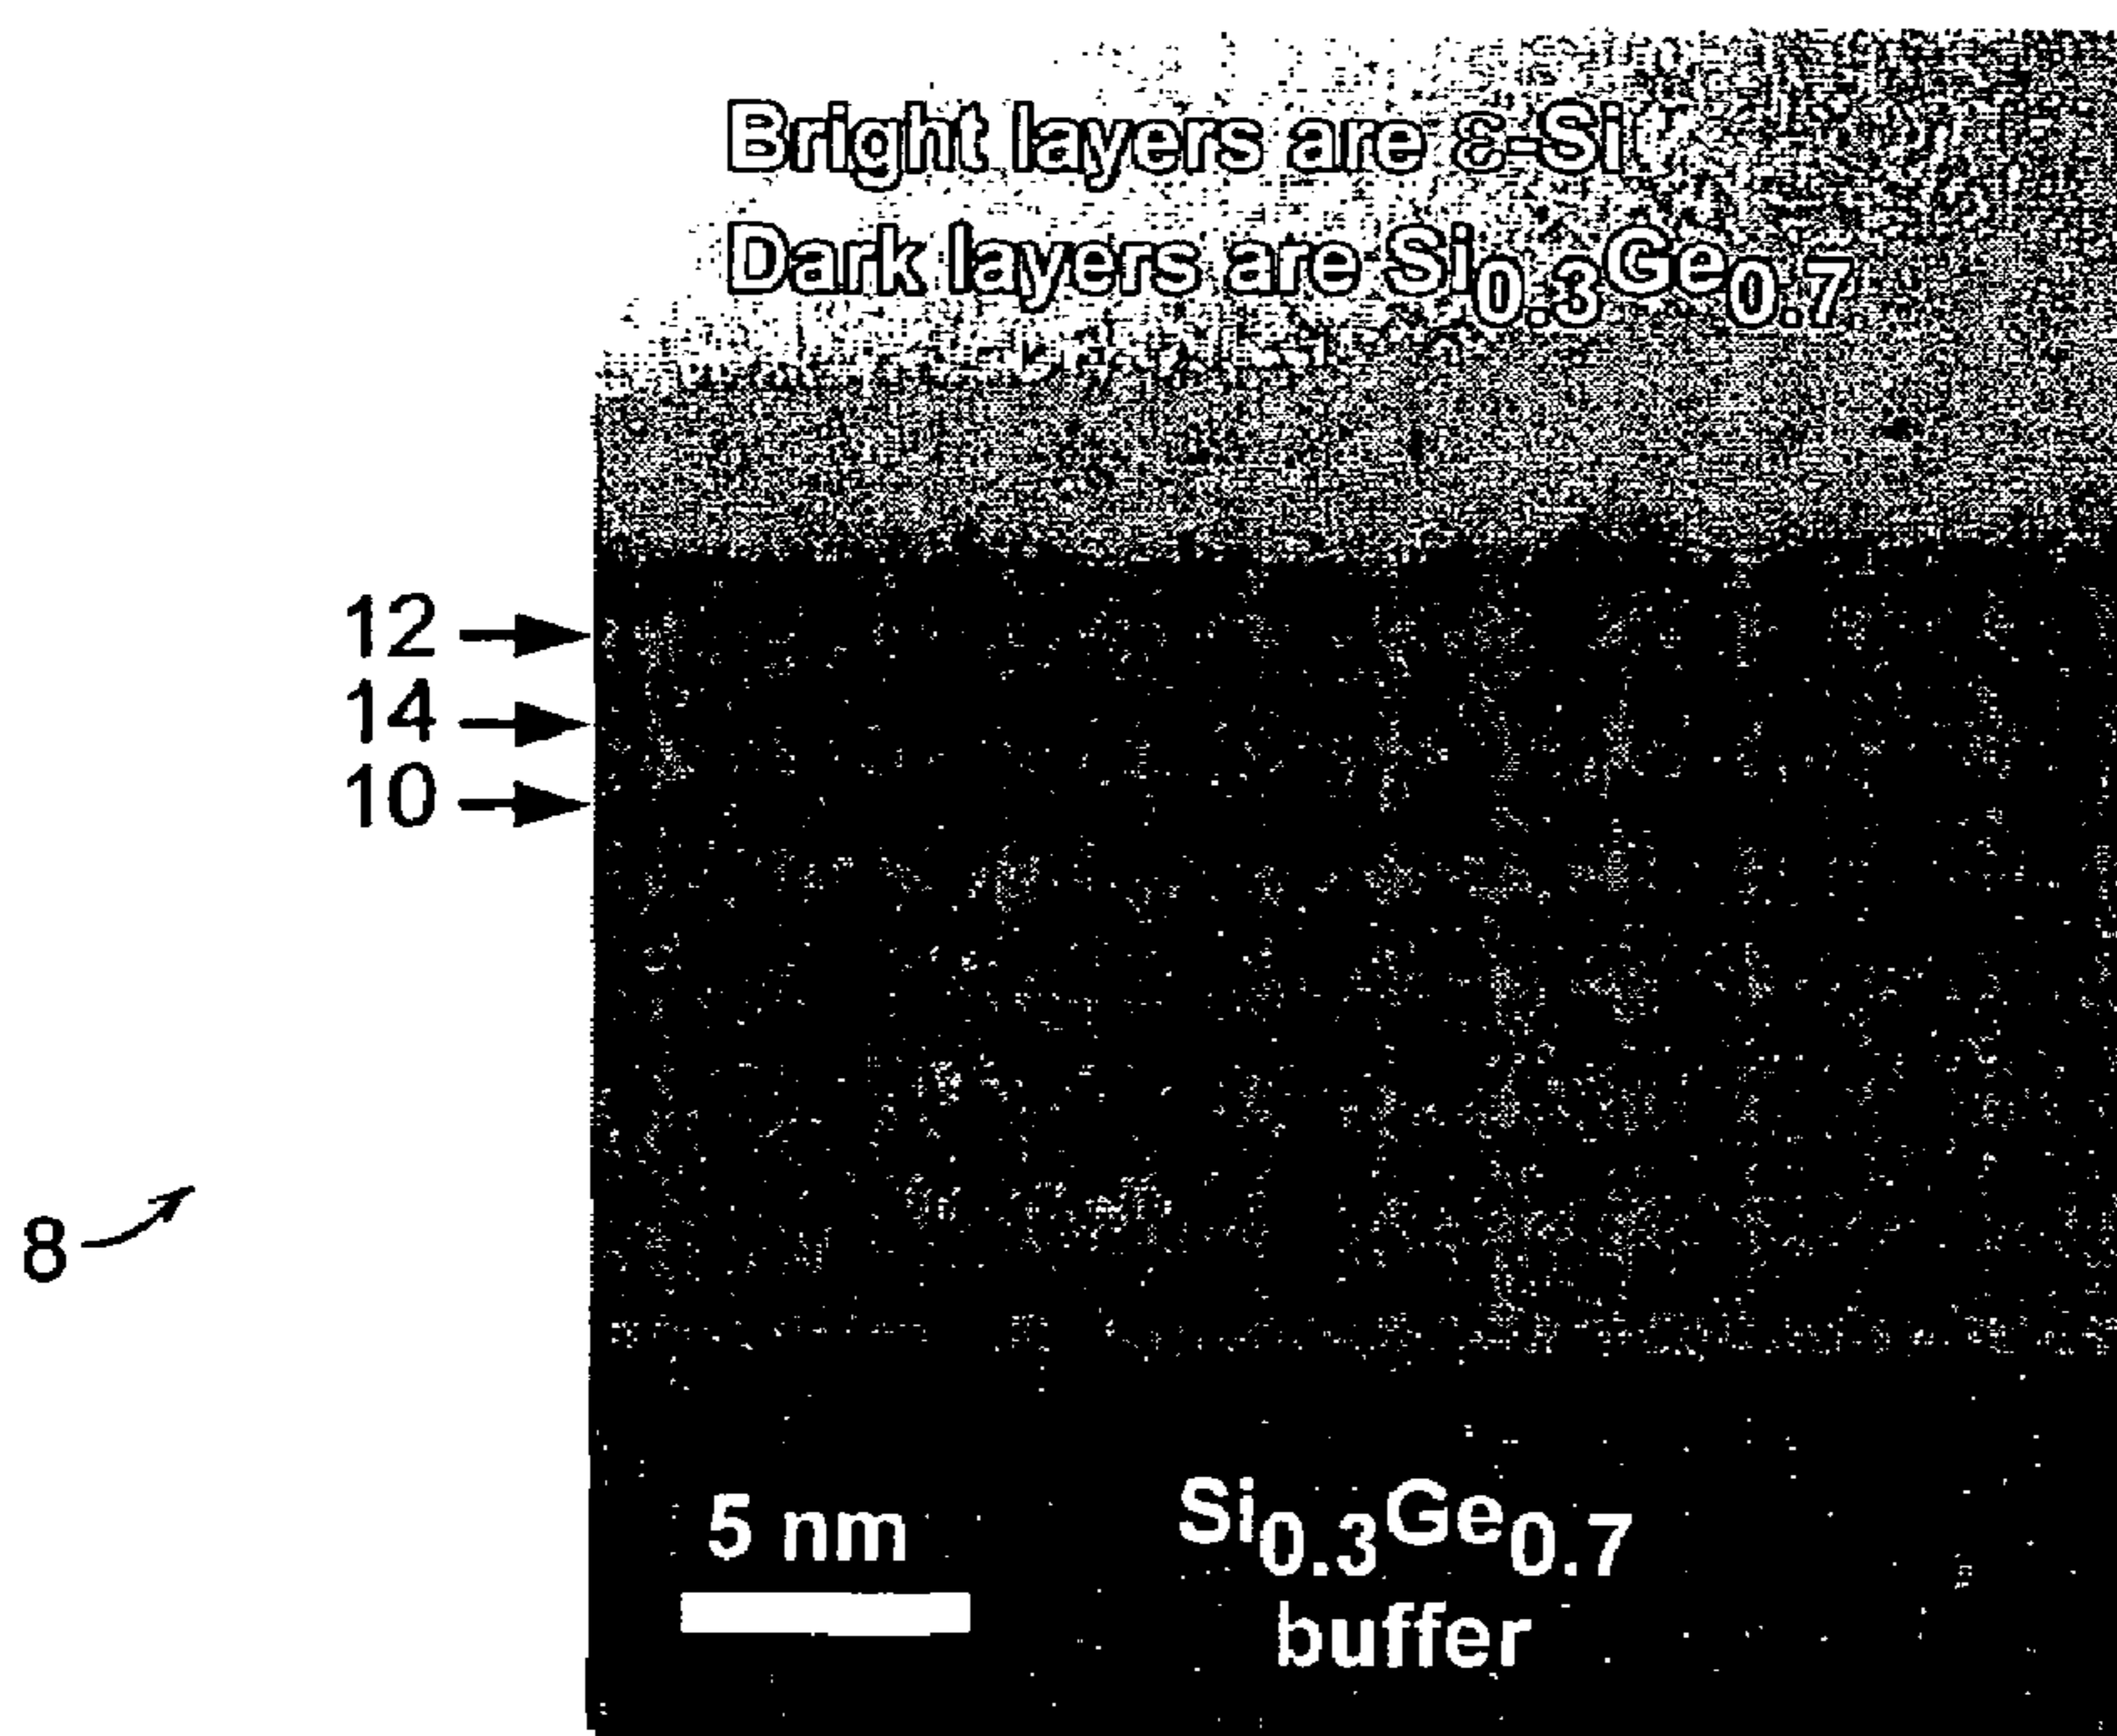 Bright layers are ε-Si
Dark layers are Si0.3Ge0.7
12
14
10
8
5 nm
Si0.3Ge0.7
buffer